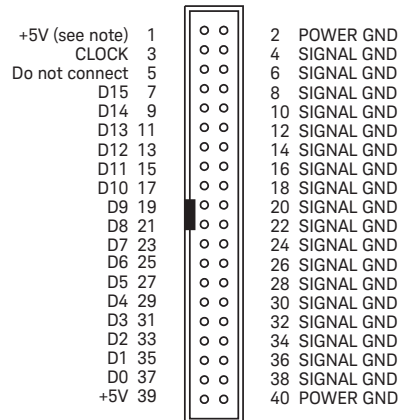 +5V (see note) 1 2 POWER GND
CLOCK 3 4 SIGNAL GND
Do not connect 5 6 SIGNAL GND
D15 7 8 SIGNAL GND
D14 9 10 SIGNAL GND
D13 11 12 SIGNAL GND
D12 13 14 SIGNAL GND
D11 15 16 SIGNAL GND
D10 17 18 SIGNAL GND
D9 19 20 SIGNAL GND
D8 21 22 SIGNAL GND
D7 23 24 SIGNAL GND
D6 25 26 SIGNAL GND
D5 27 28 SIGNAL GND
D4 29 30 SIGNAL GND
D3 31 32 SIGNAL GND
D2 33 34 SIGNAL GND
D1 35 36 SIGNAL GND
D0 37 38 SIGNAL GND
+5V 39 40 POWER GND